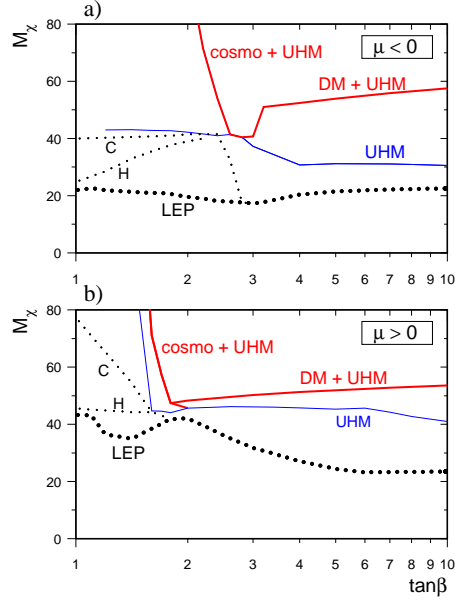 a)
Mχ
μ < 0
80
60
40
20
0
cosmo + UHM
DM + UHM
UHM
C
H
LEP
1 2 3 4 5 6 7 8 9 10
b)
Mχ
μ > 0
80
60
40
20
0
cosmo + UHM
DM + UHM
UHM
C
H
LEP
1 2 3 4 5 6 7 8 9 10
tanβ